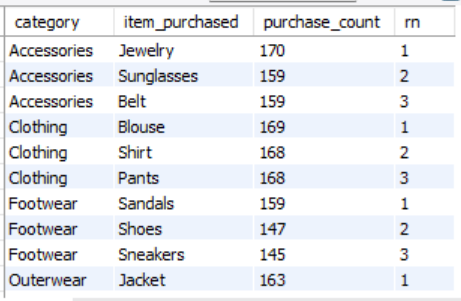 category item_purchased purchase_count rn
Accessories Jewelry 170 1
Accessories Sunglasses 159 2
Accessories Belt 159 3
Clothing Blouse 169 1
Clothing Shirt 168 2
Clothing Pants 168 3
Footwear Sandals 159 1
Footwear Shoes 147 2
Footwear Sneakers 145 3
Outerwear Jacket 163 1